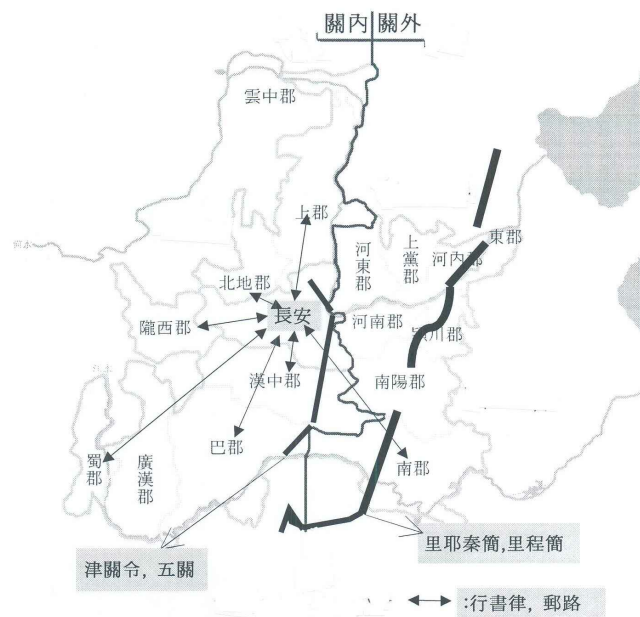 關內 關外
雲中郡
上郡
河東郡
上黨郡
河內郡
東郡
北地郡
長安
隴西郡
河南郡
潁川郡
漢中郡
南陽郡
巴郡
南郡
蜀郡
廣漢郡
里耶秦簡,里程簡
津關令, 五關
:行書律, 郵路